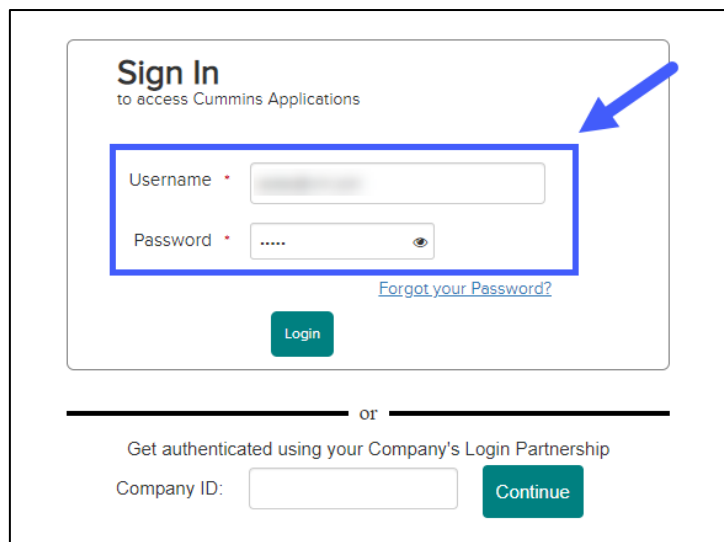 Sign In
to access Cummins Applications
Username *
Password * •••••
Forgot your Password?
Login
or
Get authenticated using your Company's Login Partnership
Company ID: Continue